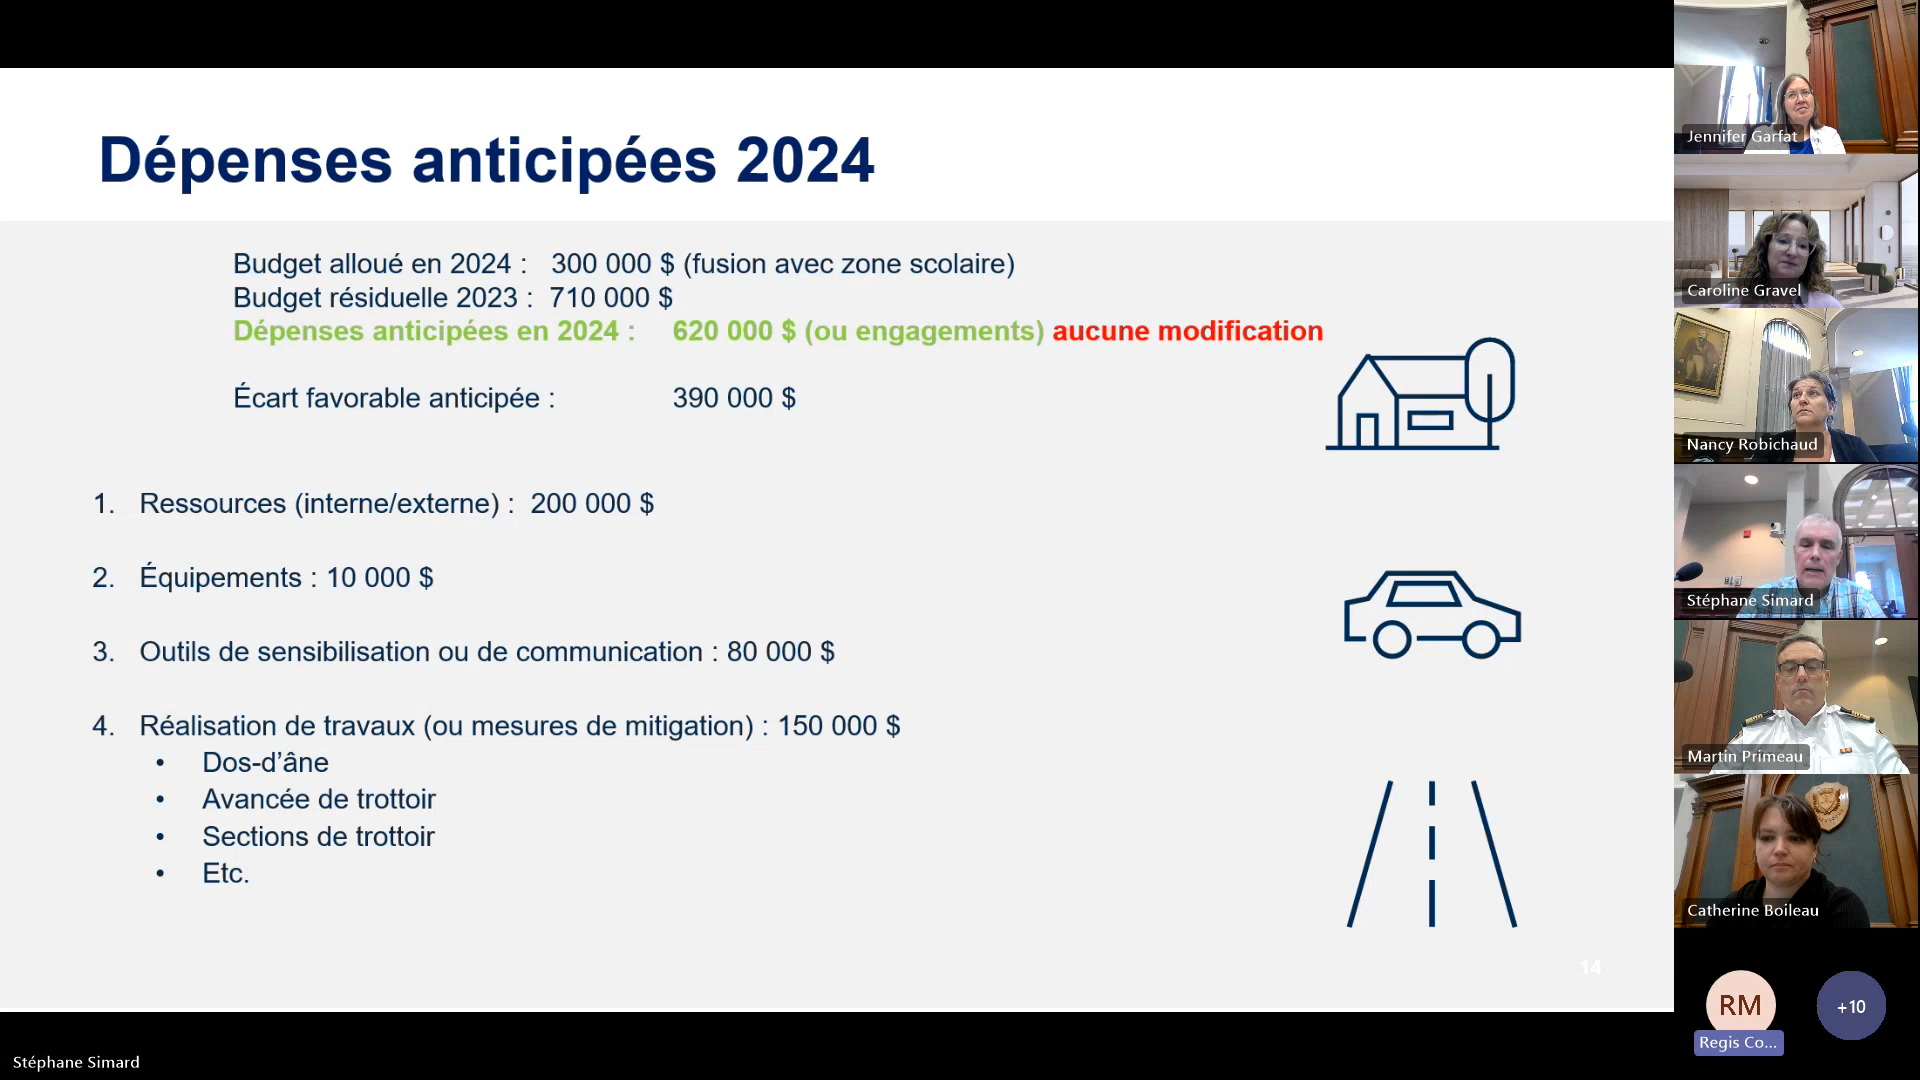 Dépenses anticipées 2024
Budget alloué en 2024 : 300 000 $ (fusion avec zone scolaire)
Budget résiduelle 2023 : 710 000 $
Dépenses anticipées en 2024 : 620 000 $ (ou engagements) aucune modification
Écart favorable anticipée : 390 000 $
1. Ressources (interne/externe) : 200 000 $
2. Équipements : 10 000 $
3. Outils de sensibilisation ou de communication : 80 000 $
4. Réalisation de travaux (ou mesures de mitigation) : 150 000 $
• Dos-d’âne
• Avancée de trottoir
• Sections de trottoir
• Etc.
14
Stéphane Simard
Jennifer Garfat
Caroline Gravel
Nancy Robichaud
Stéphane Simard
Martin Primeau
Catherine Boileau
RM
+10
Regis Co...